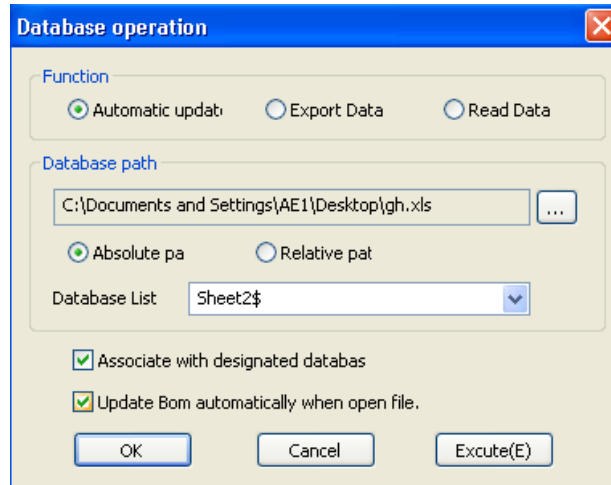 Database operation
Function
Automatic updat
Export Data
Read Data
Database path
C:\Documents and Settings\AE1\Desktop\gh.xls
...
Absolute pa
Relative pat
Database List
Sheet2$
Associate with designated databas
Update Bom automatically when open file.
OK
Cancel
Excute(E)